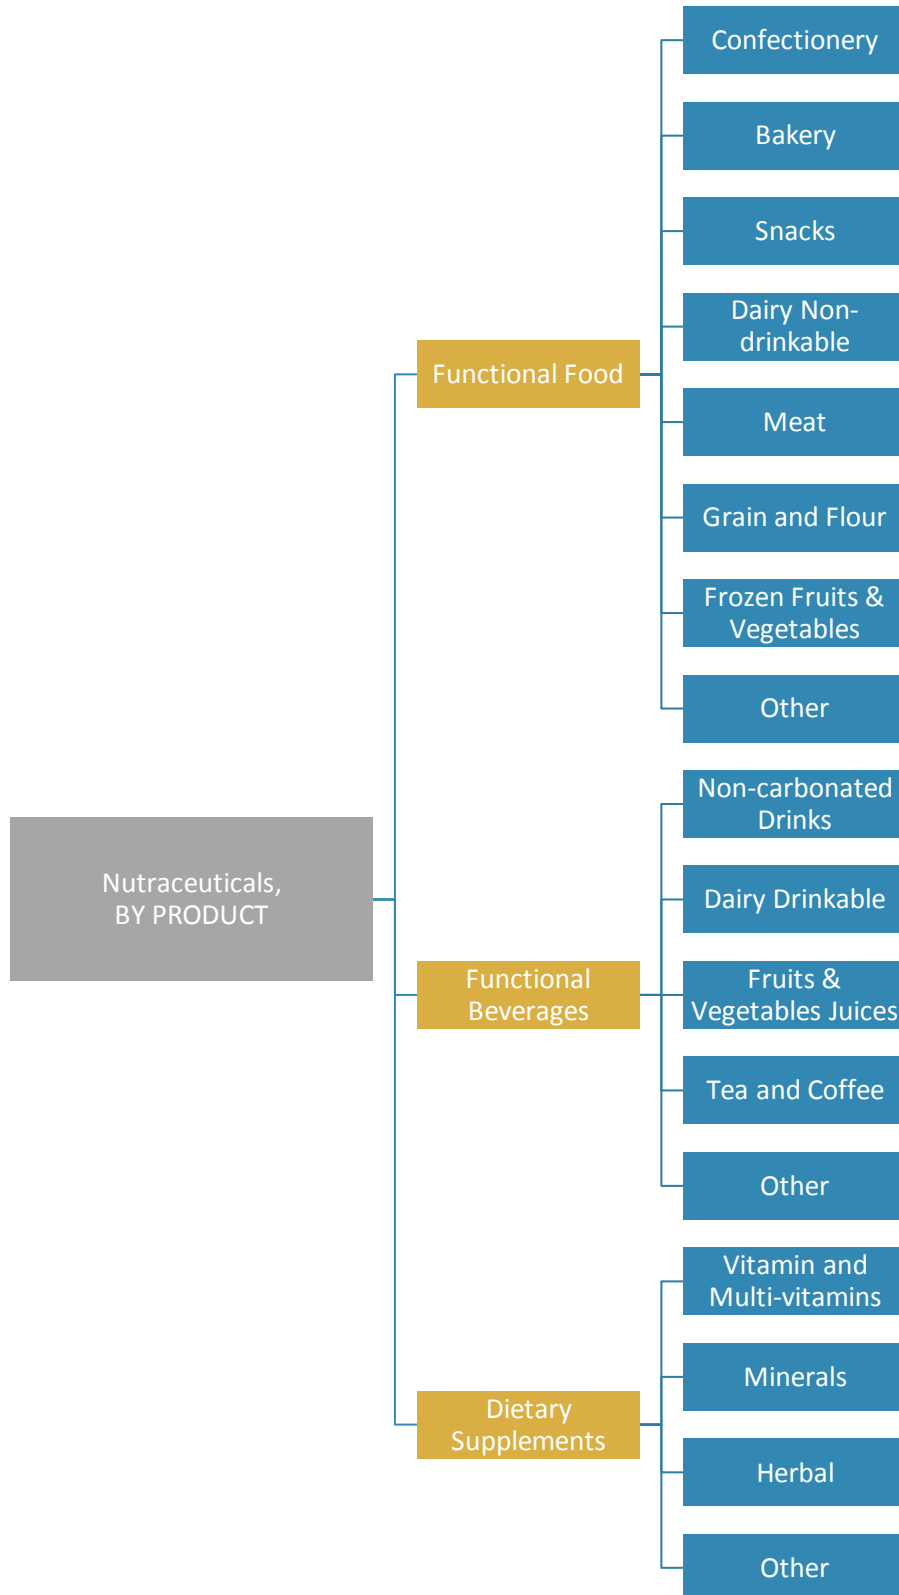 Nutraceuticals,
BY PRODUCT
Functional Food
Confectionery
Bakery
Snacks
Dairy Non-
drinkable
Meat
Grain and Flour
Frozen Fruits &
Vegetables
Other
Functional
Beverages
Non-carbonated
Drinks
Dairy Drinkable
Fruits &
Vegetables Juices
Tea and Coffee
Other
Dietary
Supplements
Vitamin and
Multi-vitamins
Minerals
Herbal
Other